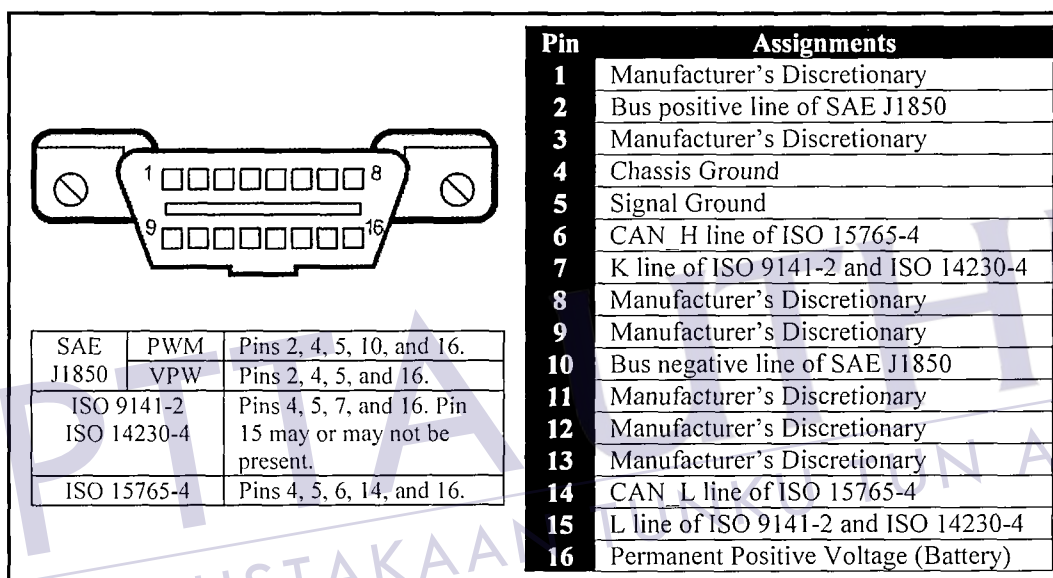 1 8
9 16
SAE J1850 PWM Pins 2, 4, 5, 10, and 16.
VPW Pins 2, 4, 5, and 16.
ISO 9141-2 Pins 4, 5, 7, and 16. Pin
ISO 14230-4 15 may or may not be
present.
ISO 15765-4 Pins 4, 5, 6, 14, and 16.
Pin Assignments
1 Manufacturer's Discretionary
2 Bus positive line of SAE J1850
3 Manufacturer's Discretionary
4 Chassis Ground
5 Signal Ground
6 CAN_H line of ISO 15765-4
7 K line of ISO 9141-2 and ISO 14230-4
8 Manufacturer's Discretionary
9 Manufacturer's Discretionary
10 Bus negative line of SAE J1850
11 Manufacturer's Discretionary
12 Manufacturer's Discretionary
13 Manufacturer's Discretionary
14 CAN_L line of ISO 15765-4
15 L line of ISO 9141-2 and ISO 14230-4
16 Permanent Positive Voltage (Battery)
PTTA UTH